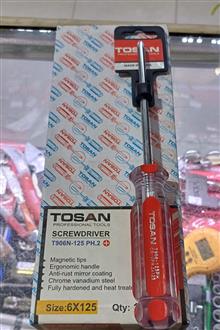 TOSAN
TOSAN
PROFESSIONAL TOOLS
SCREWDRIVER
T906N-125 PH.2
Magnetic tips
Ergonomic handle
Anti-rust mirror coating
Chrome vanadium steel
Fully hardened and heat treate
Size:6X125
Qty:
TOSAN